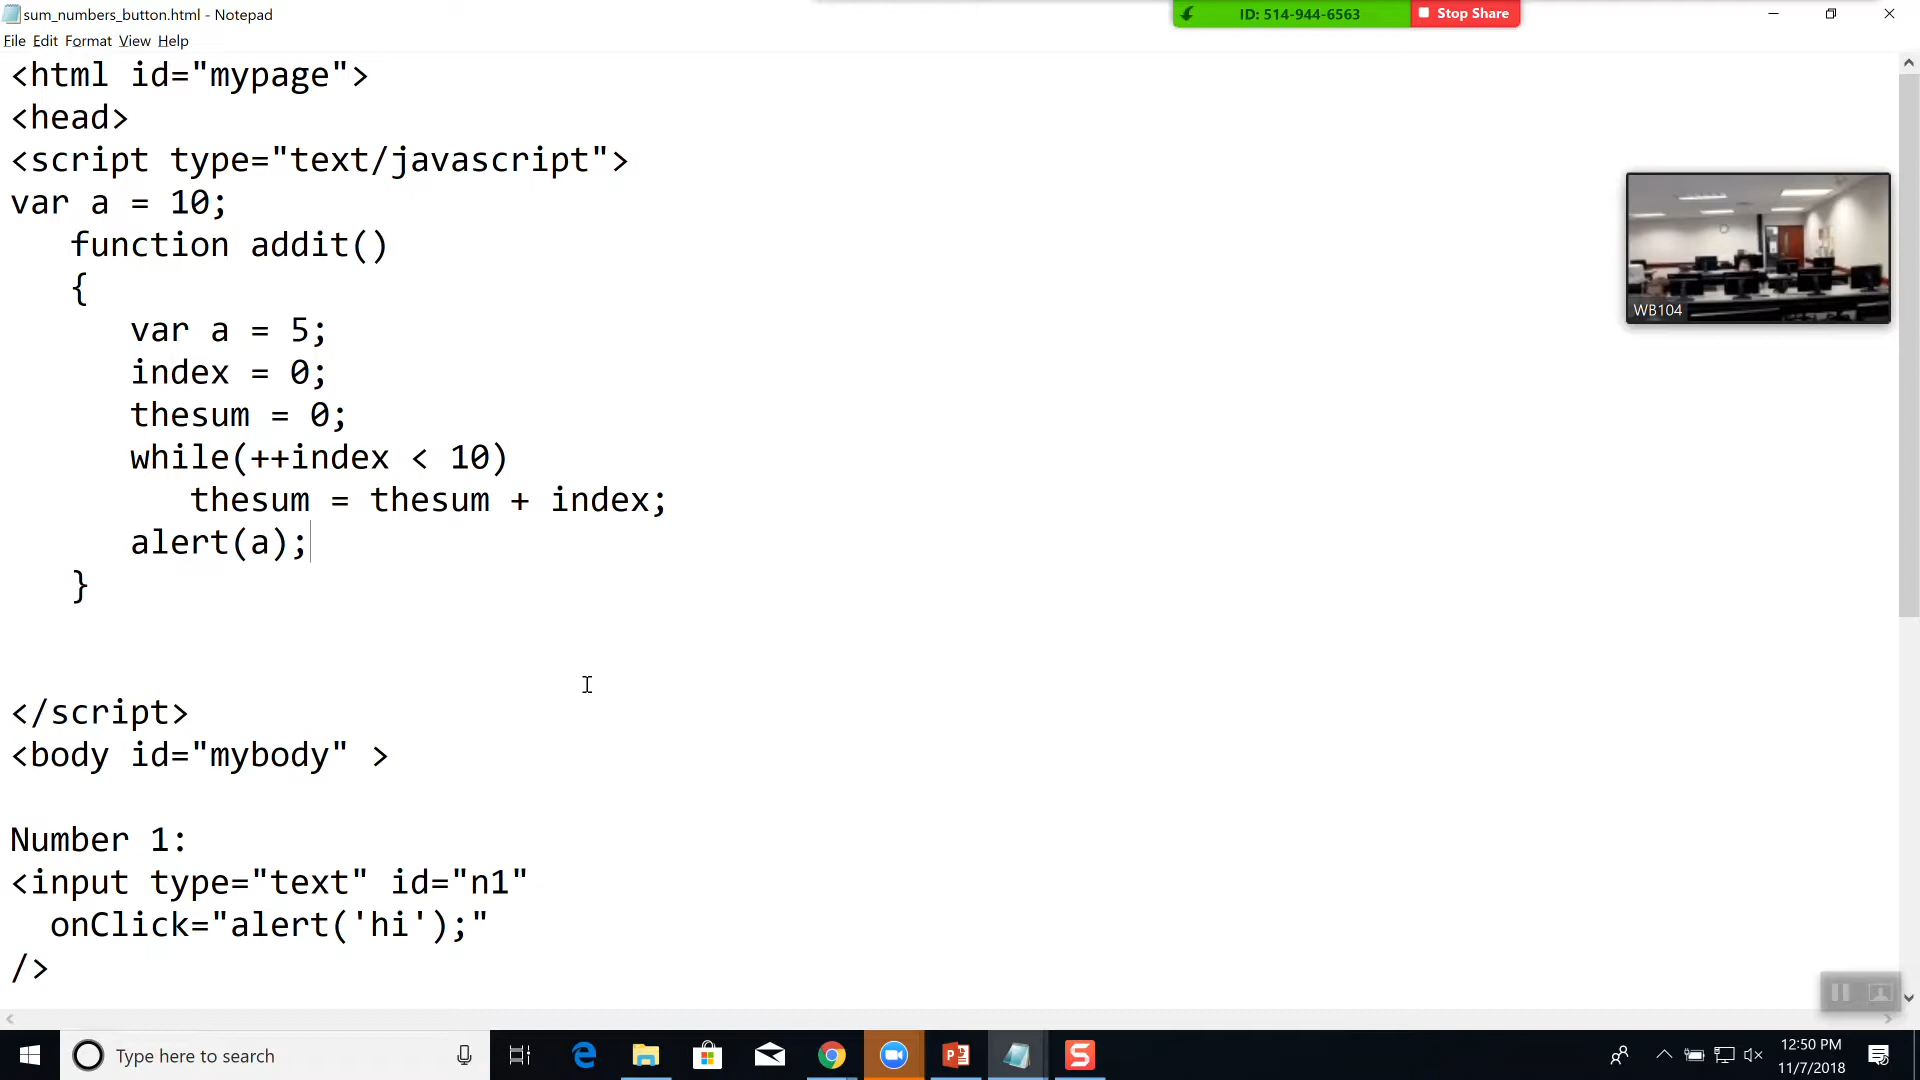 sum_numbers_button.html - Notepad
ID: 514-944-6563
Stop Share
File Edit Format View Help
<html id="mypage">
<head>
<script type="text/javascript">
var a = 10;
function addit()
{
var a = 5;
index = 0;
thesum = 0;
while(++index < 10)
thesum = thesum + index;
alert(a);
}
</script>
<body id="mybody" >
Number 1:
<input type="text" id="n1"
onClick="alert('hi');"
/>
WB104
Type here to search
12:50 PM
11/7/2018